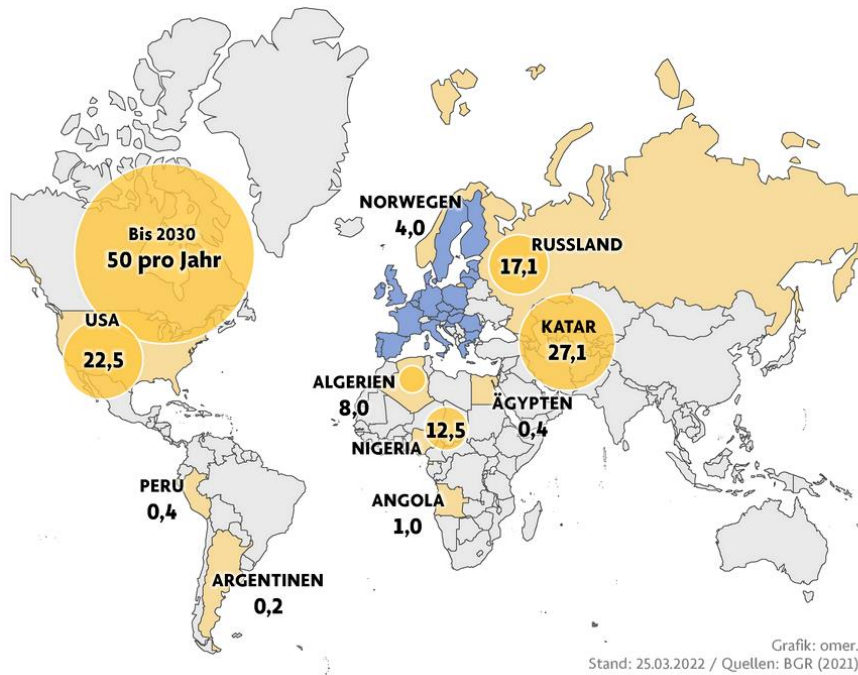 NORWEGEN
4,0
Bis 2030
50 pro Jahr
RUSSLAND
17,1
USA
22,5
KATAR
27,1
ALGERIEN
8,0
ÄGYPTEN
0,4
12,5
NIGERIA
PERU
0,4
ANGOLA
1,0
ARGENTINEN
0,2
Grafik: omer.
Stand: 25.03.2022 / Quellen: BGR (2021)